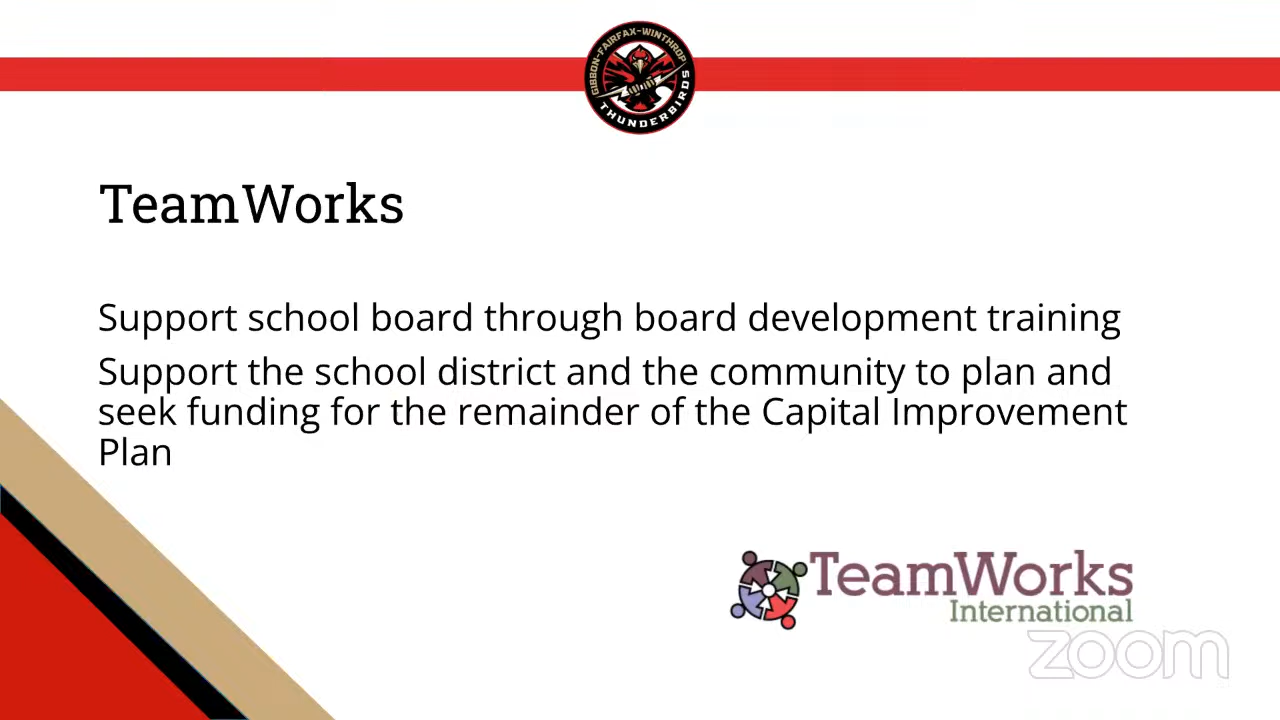 GIBBON-FAIRFAX-WINTHROP
THUNDERBIRDS
TeamWorks
Support school board through board development training
Support the school district and the community to plan and
seek funding for the remainder of the Capital Improvement
Plan
TeamWorks
International
zoom